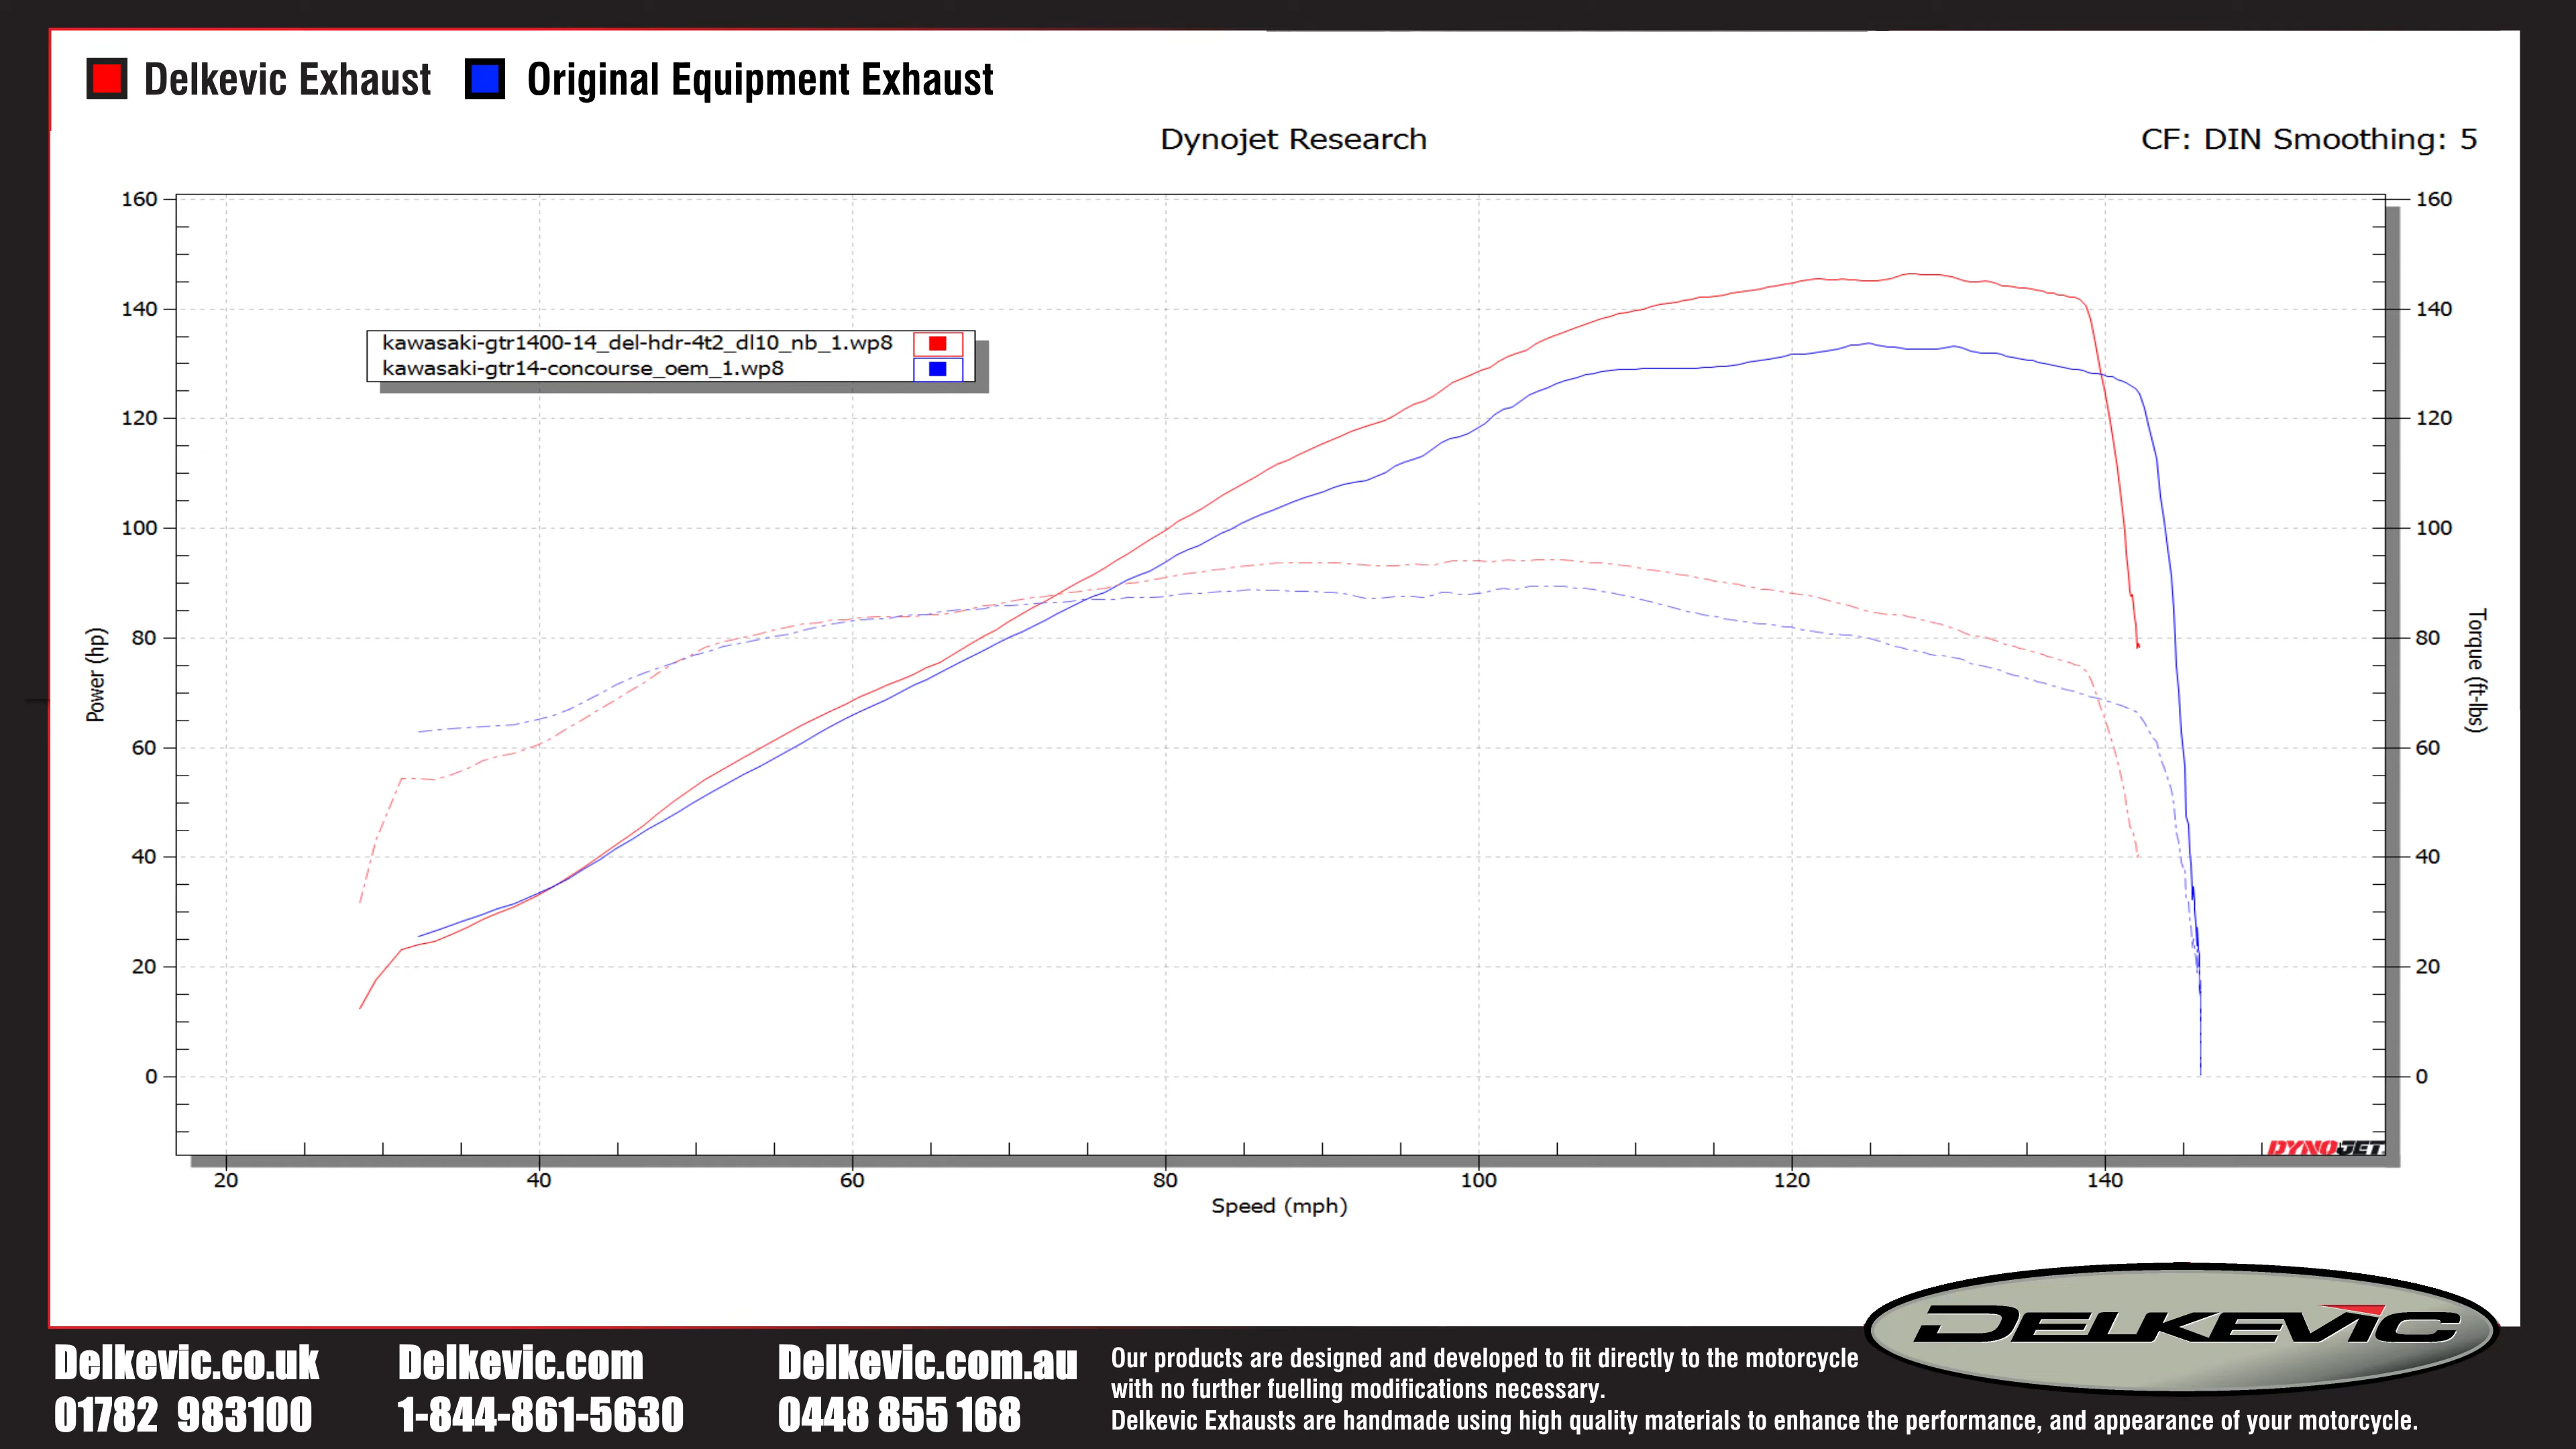 Delkevic Exhaust Original Equipment Exhaust
Dynojet Research
CF: DIN Smoothing: 5
160 160
140 140
kawasaki-gtr1400-14_del-hdr-4t2_dl10_nb_1.wp8
kawasaki-gtr14-concourse_oem_1.wp8
120 120
100 100
80 80
Power (hp)
Torque (ft-lbs)
60 60
40 40
20 20
0 0
DYNOJET
20 40 60 80 100 120 140
Speed (mph)
DELKEVIC
Delkevic.co.uk
01782 983100
Delkevic.com
1-844-861-5630
Delkevic.com.au
0448 855 168
Our products are designed and developed to fit directly to the motorcycle
with no further fuelling modifications necessary.
Delkevic Exhausts are handmade using high quality materials to enhance the performance, and appearance of your motorcycle.